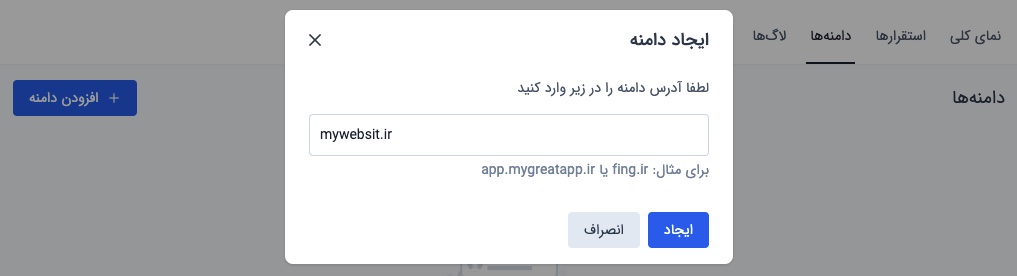 نمای کلی
استقرارها
دامنه‌ها
لاگ‌ها
دامنه‌ها
+ افزودن دامنه
ایجاد دامنه
لطفا آدرس دامنه را در زیر وارد کنید
mywebsit.ir
برای مثال: fing.ir یا app.mygreatapp.ir
ایجاد
انصراف